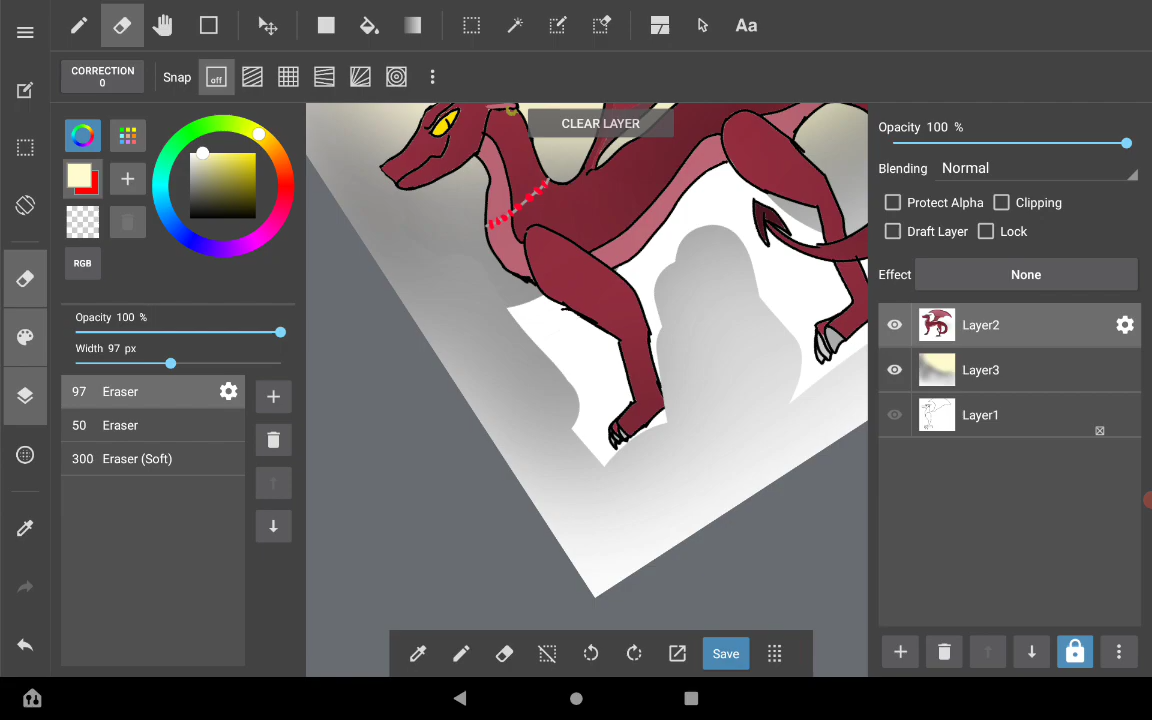 Aa
CORRECTION
0
Snap
off
CLEAR LAYER
RGB
Opacity 100 %
Width 97 px
97 Eraser
50 Eraser
300 Eraser (Soft)
Save
Opacity 100 %
Blending Normal
Protect Alpha Clipping
Draft Layer Lock
Effect None
Layer2
Layer3
Layer1